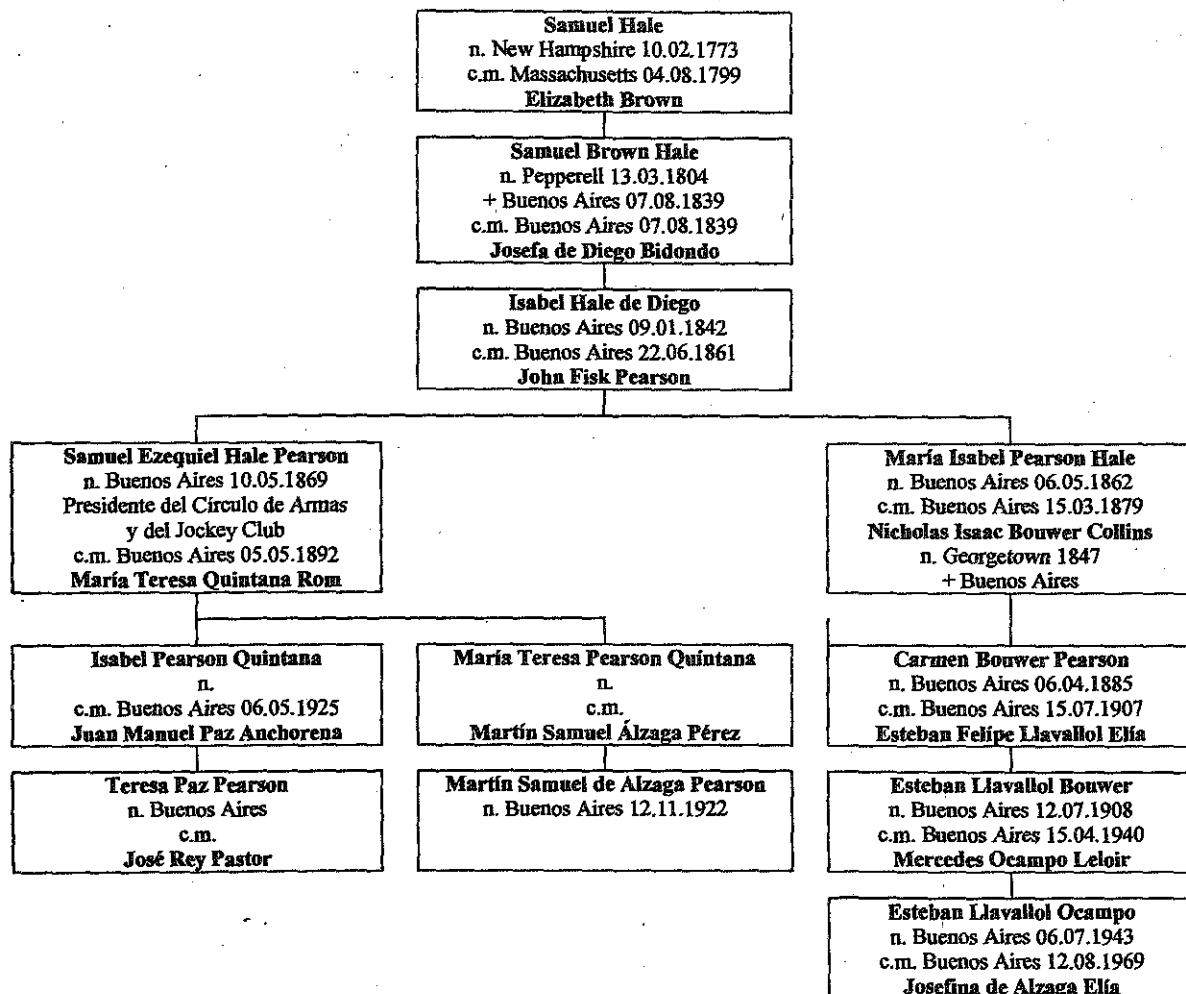 Samuel Hale
n. New Hampshire 10.02.1773
c.m. Massachusetts 04.08.1799
Elizabeth Brown
Samuel Brown Hale
n. Pepperell 13.03.1804
+ Buenos Aires 07.08.1839
c.m. Buenos Aires 07.08.1839
Josefa de Diego Bidondo
Isabel Hale de Diego
n. Buenos Aires 09.01.1842
c.m. Buenos Aires 22.06.1861
John Fisk Pearson
Samuel Ezequiel Hale Pearson
n. Buenos Aires 10.05.1869
Presidente del Círculo de Armas
y del Jockey Club
c.m. Buenos Aires 05.05.1892
María Teresa Quintana Rom
María Isabel Pearson Hale
n. Buenos Aires 06.05.1862
c.m. Buenos Aires 15.03.1879
Nicholas Isaac Bouwer Collins
n. Georgetown 1847
+ Buenos Aires
Isabel Pearson Quintana
n.
c.m. Buenos Aires 06.05.1925
Juan Manuel Paz Anchorena
María Teresa Pearson Quintana
n.
c.m.
Martín Samuel Álzaga Pérez
Carmen Bouwer Pearson
n. Buenos Aires 06.04.1885
c.m. Buenos Aires 15.07.1907
Esteban Felipe Llavallol Elía
Teresa Paz Pearson
n. Buenos Aires
c.m.
José Rey Pastor
Martín Samuel de Alzaga Pearson
n. Buenos Aires 12.11.1922
Esteban Llavallol Bouwer
n. Buenos Aires 12.07.1908
c.m. Buenos Aires 15.04.1940
Mercedes Ocampo Leloir
Esteban Llavallol Ocampo
n. Buenos Aires 06.07.1943
c.m. Buenos Aires 12.08.1969
Josefina de Alzaga Elía